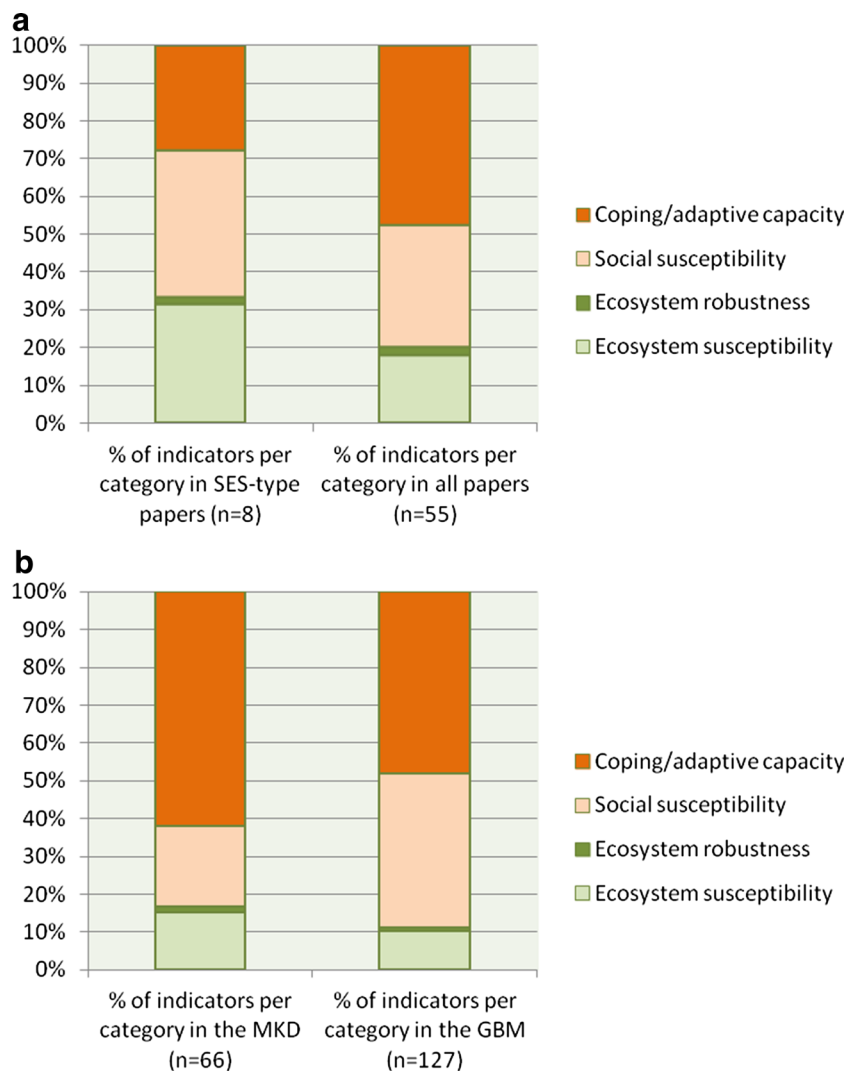 a
100%
90%
80%
70%
60%
50%
40%
30%
20%
10%
0%
% of indicators per
category in SES-type
papers (n=8)
% of indicators per
category in all papers
(n=55)
Coping/adaptive capacity
Social susceptibility
Ecosystem robustness
Ecosystem susceptibility
b
100%
90%
80%
70%
60%
50%
40%
30%
20%
10%
0%
% of indicators per
category in the MKD
(n=66)
% of indicators per
category in the GBM
(n=127)
Coping/adaptive capacity
Social susceptibility
Ecosystem robustness
Ecosystem susceptibility